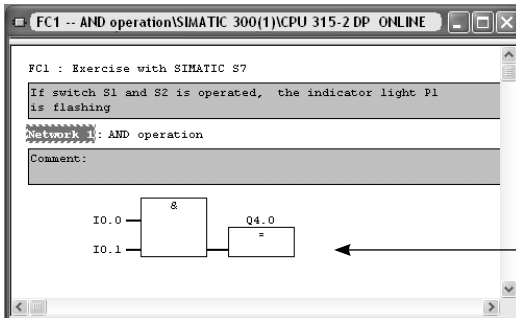 FC1 -- AND operation\SIMATIC 300(1)\CPU 315-2 DP ONLINE
FC1 : Exercise with SIMATIC S7
If switch S1 and S2 is operated, the indicator light P1
is flashing
Network 1: AND operation
Comment:
&
I0.0
Q4.0
=
I0.1